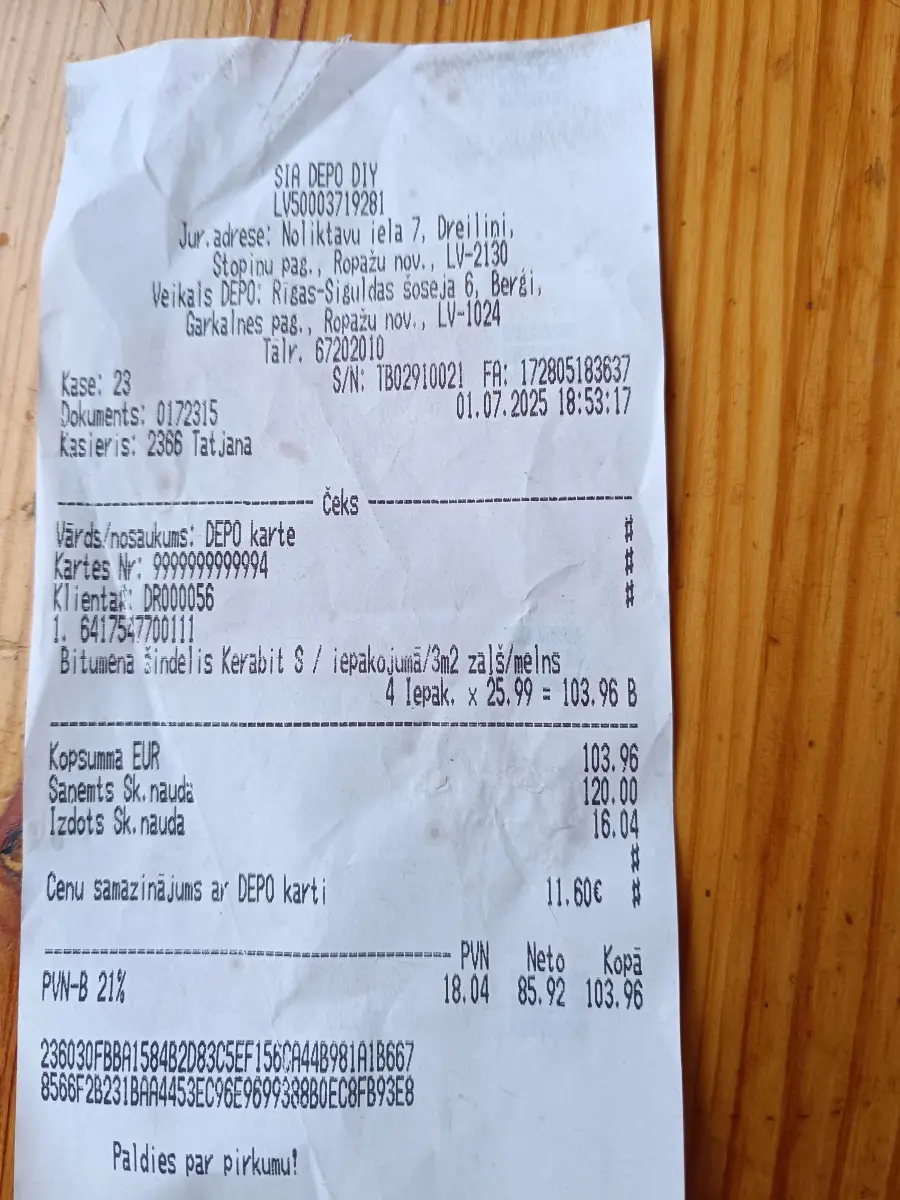 SIA DEPO DIY
LV50003719281
Jur.adrese: Noliktavu iela 7, Dreiliņi,
Stopiņu pag., Ropažu nov., LV-2130
Veikals DEPO: Rīgas-Siguldas šoseja 6, Berģi,
Garkalnes pag., Ropažu nov., LV-1024
Tālr. 67202010
Kase: 23 S/N: TB02910021 FA: 172805183637
Dokuments: 0172315 01.07.2025 18:53:17
Kasieris: 2366 Tatjana
Čeks
Vārds/nosaukums: DEPO karte #
Kartes Nr: 9999999999994 #
Klienta: DR000056 #
1. 6417547700111
Bitumena šindelis Kerabit S / iepakojumā/3m2 zaļš/melns
4 Iepak. x 25.99 = 103.96 B
Kopsumma EUR 103.96
Saņemts Sk.naudā 120.00
Izdots Sk.naudā 16.04
#
Cenu samazinājums ar DEPO karti 11.60€ #
PVN Neto Kopā
PVN-B 21% 18.04 85.92 103.96
236030FBBA1584B2D83C5EF156CA44B981A1B667
8566F2B231BAA4453EC96E9699388B0EC8FB93E8
Paldies par pirkumu!